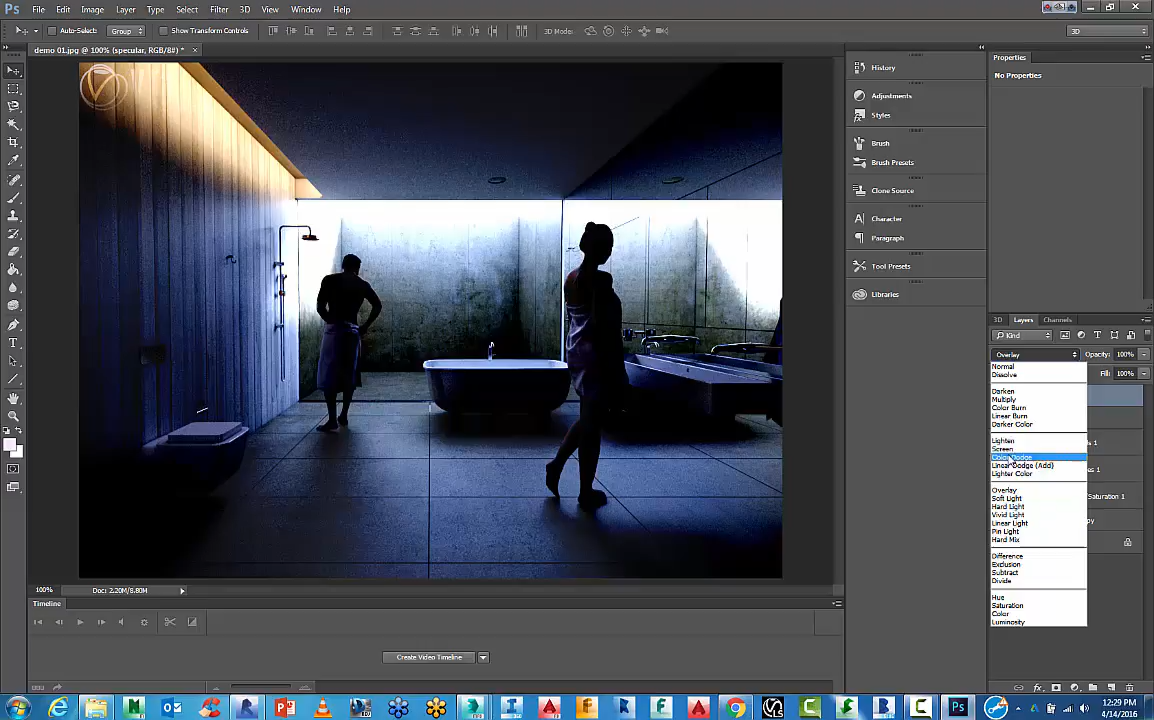 Ps File Edit Image Layer Type Select Filter 3D View Window Help
Auto-Select: Group Show Transform Controls 3D Mode: 3D
demo 01.jpg @ 100% (specular, RGB/8#) * ×
History
Adjustments
Styles
Brush
Brush Presets
Clone Source
Character
Paragraph
Tool Presets
Libraries
Properties
No Properties
3D Layers Channels
Kind
Overlay Opacity: 100%
Fill: 100%
Normal
Dissolve
Darken
Multiply
Color Burn
Linear Burn
Darker Color
Lighten
Screen
Color Dodge
Linear Dodge (Add)
Lighter Color
Overlay
Soft Light
Hard Light
Vivid Light
Linear Light
Pin Light
Hard Mix
Difference
Exclusion
Subtract
Divide
Hue
Saturation
Color
Luminosity
100% Doc: 2.20M/8.80M
Timeline
Create Video Timeline
12:29 PM
4/14/2016